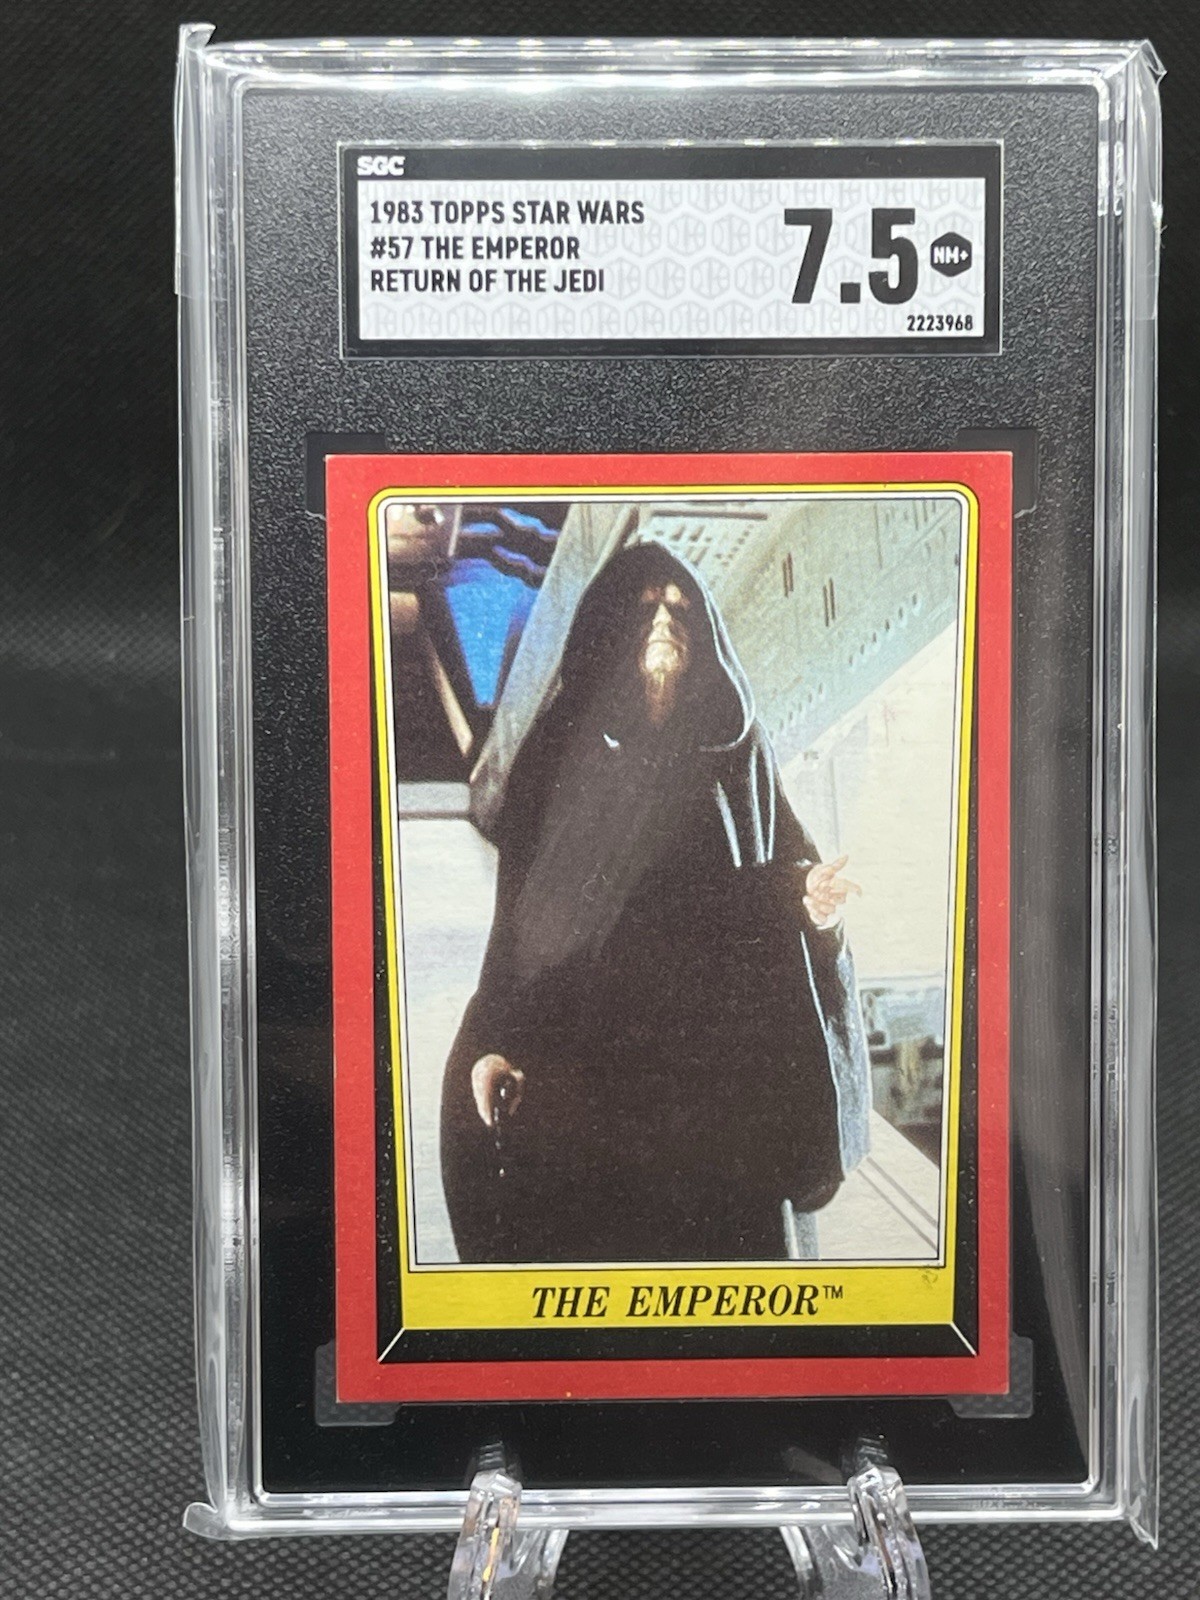 SGC
1983 TOPPS STAR WARS
#57 THE EMPEROR
RETURN OF THE JEDI
7.5
NM+
2223968
THE EMPEROR™